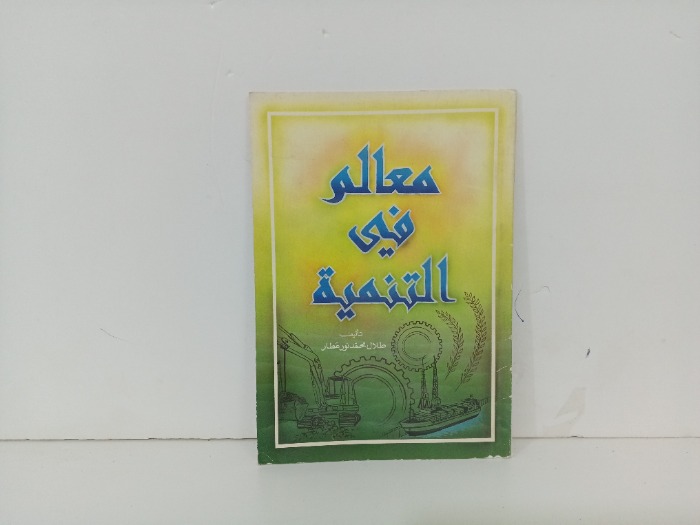 معالم
في
التنمية
تأليف
طلال محمد نور عطار